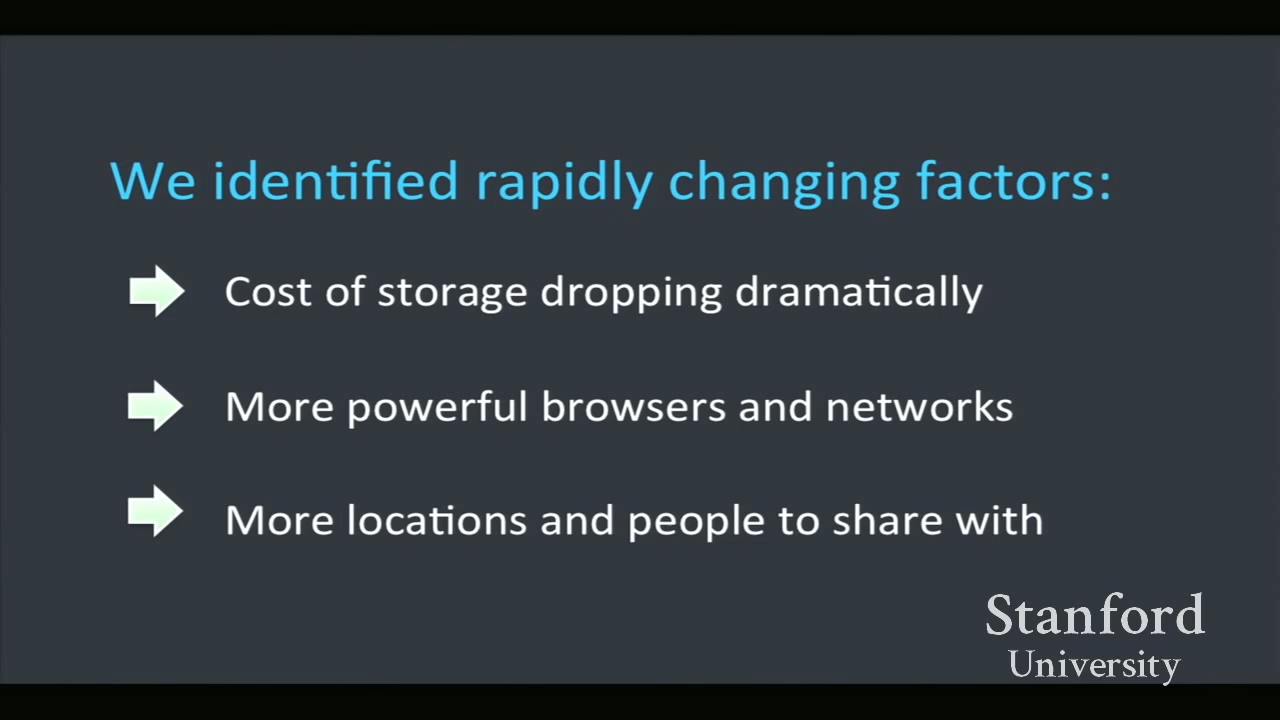 We identified rapidly changing factors:
Cost of storage dropping dramatically
More powerful browsers and networks
More locations and people to share with
Stanford
University